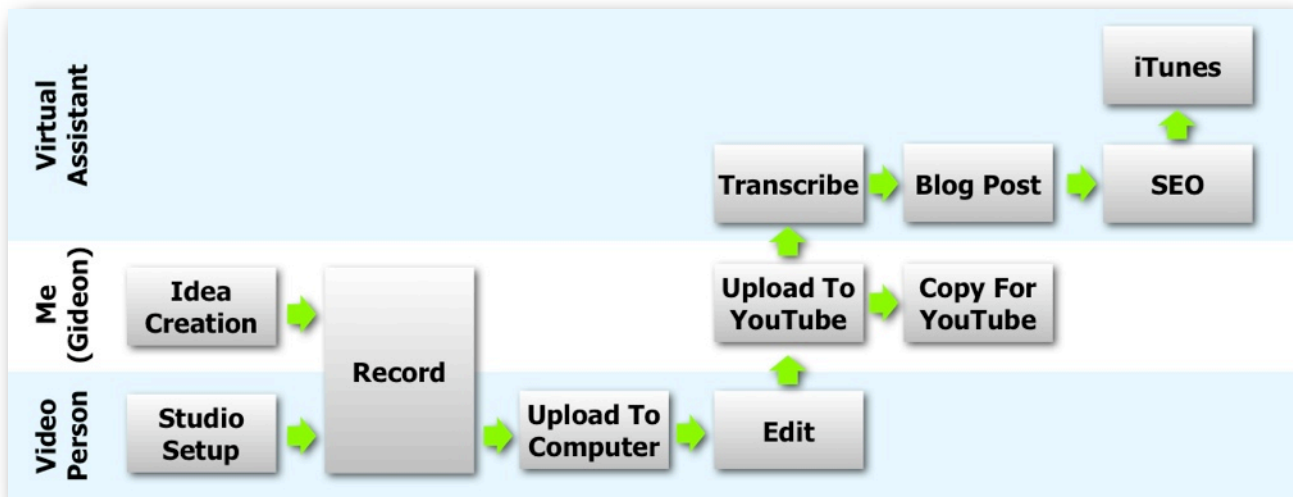 Virtual
Assistant
iTunes
Transcribe
Blog Post
SEO
Me
(Gideon)
Idea
Creation
Record
Upload To
YouTube
Copy For
YouTube
Video
Person
Studio
Setup
Upload To
Computer
Edit